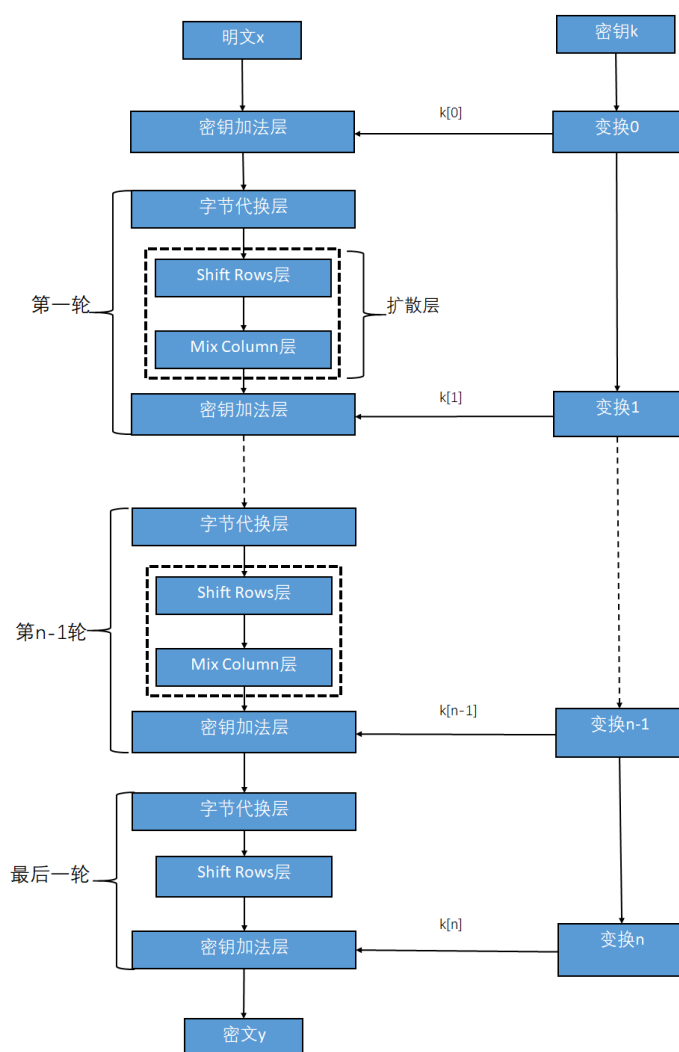 明文x
密钥k
密钥加法层
k[0]
变换0
字节代换层
Shift Rows层
第一轮
扩散层
Mix Column层
密钥加法层
k[1]
变换1
字节代换层
Shift Rows层
第n-1轮
Mix Column层
密钥加法层
k[n-1]
变换n-1
字节代换层
最后一轮
Shift Rows层
密钥加法层
k[n]
变换n
密文y